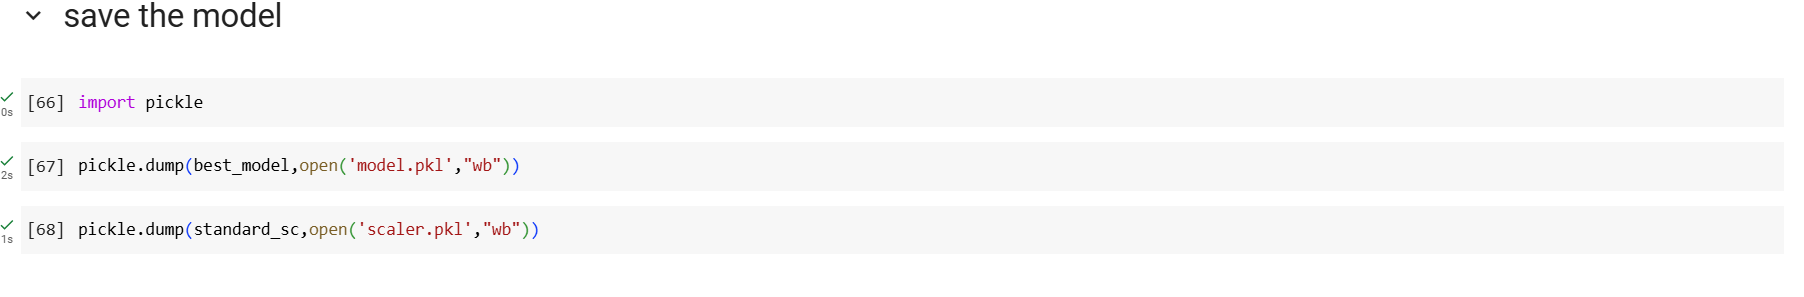 save the model
0s [66] import pickle
2s [67] pickle.dump(best_model,open('model.pkl',"wb"))
1s [68] pickle.dump(standard_sc,open('scaler.pkl',"wb"))